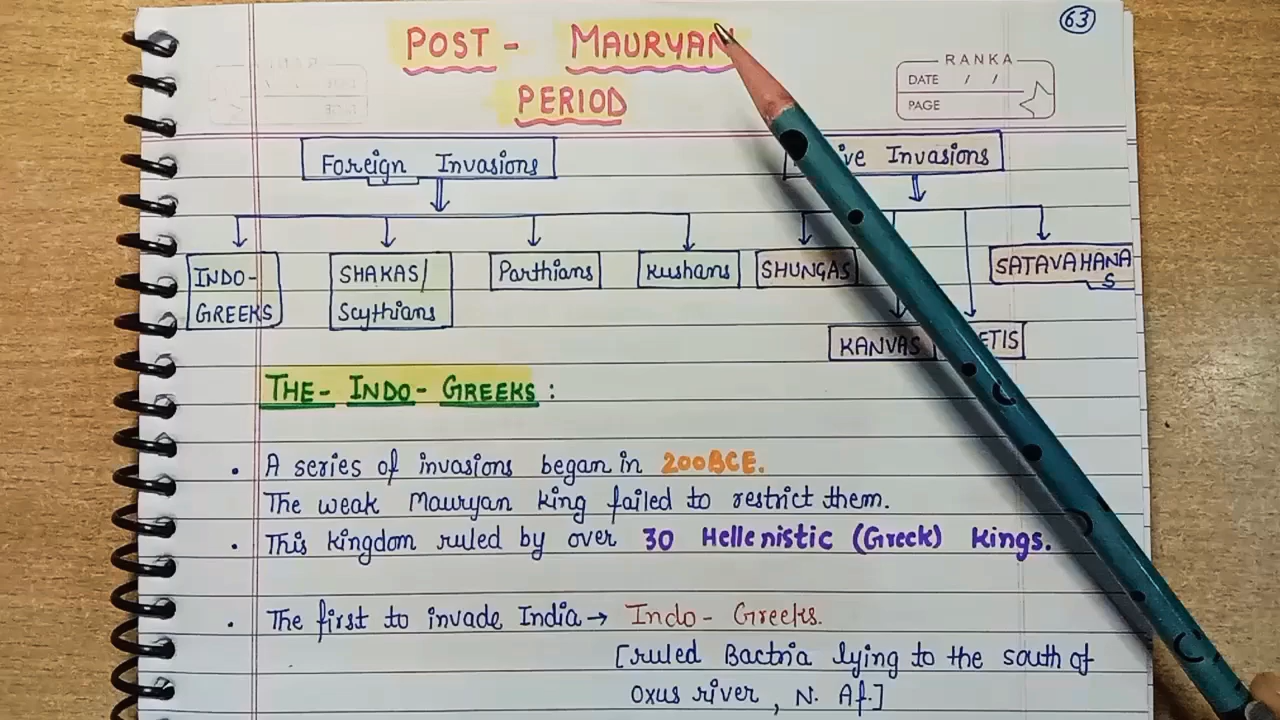 63
POST - MAURYAN
PERIOD
RANKA
DATE / /
PAGE
Foreign Invasions
Invasions
INDO-
GREEKS
SHAKAS/
Scythians
Parthians
Kushans
SHUNGAS
SATAVAHANA
S
KANVAS
THE- INDO- GREEKS :
. A series of invasions began in 200BCE.
The weak Mauryan king failed to restrict them.
. This kingdom ruled by over 30 Hellenistic (Greek) kings.
. The first to invade India → Indo - Greeks.
[ruled Bactria lying to the south of
Oxus river, N. Af.]